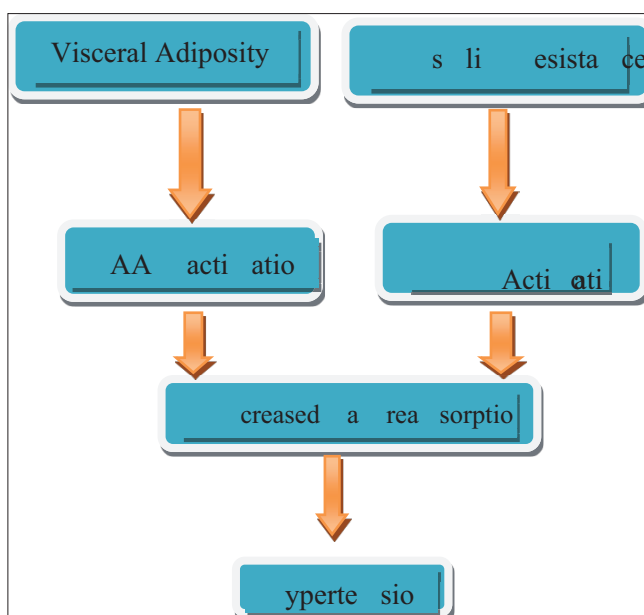 Visceral Adiposity
s li esista ce
AA acti atio
Acti ati
creased a rea sorptio
yperte sio